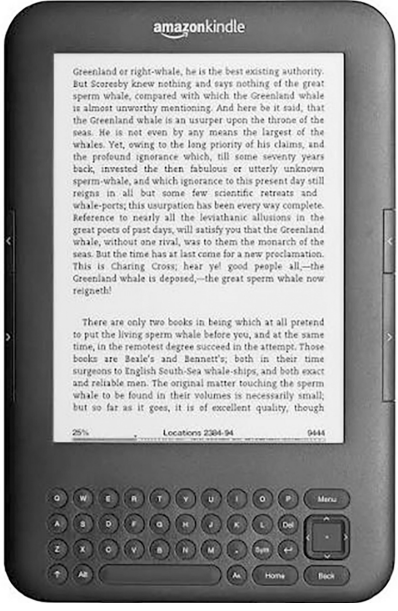 amazonkindle
Greenland or right-whale, he is the best existing authority.
But Scoresby knew nothing and says nothing of the great
sperm whale, compared with which the Greenland whale
is almost unworthy mentioning. And here be it said, that
the Greenland whale is an usurper upon the throne of the
seas. He is not even by any means the largest of the
whales. Yet, owing to the long priority of his claims, and
the profound ignorance which, till some seventy years
back, invested the then fabulous or utterly unknown
sperm-whale, and which ignorance to this present day still
reigns in all but some few scientific retreats and
whale-ports; this usurpation has been every way complete.
Reference to nearly all the leviathanic allusions in the
great poets of past days, will satisfy you that the Greenland
whale, without one rival, was to them the monarch of the
seas. But the time has at last come for a new proclamation.
This is Charing Cross; hear ye! good people all,—the
Greenland whale is deposed,—the great sperm whale now
reigneth!
There are only two books in being which at all pretend
to put the living sperm whale before you, and at the same
time, in the remotest degree succeed in the attempt. Those
books are Beale's and Bennett's; both in their time
surgeons to English South-Sea whale-ships, and both exact
and reliable men. The original matter touching the sperm
whale to be found in their volumes is necessarily small;
but so far as it goes, it is of excellent quality, though
25% Locations 2384-94 9444
Q W E R T Y U I O P Menu
A S D F G H J K L Del
Z X C V B N M . Sym
Alt Aa Home Back